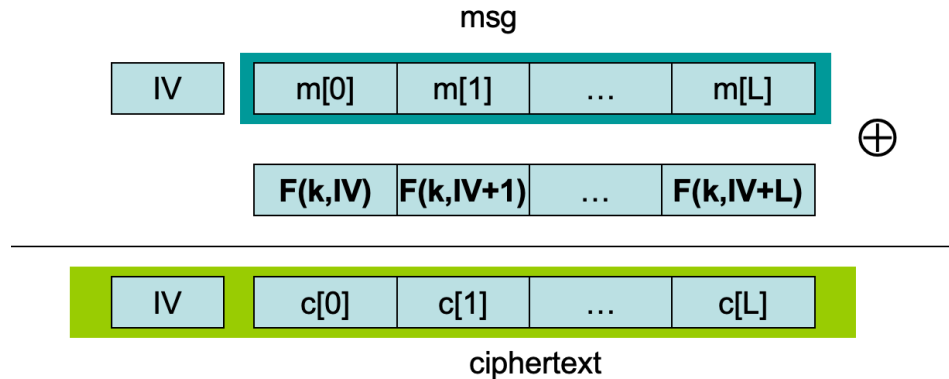 msg
IV m[0] m[1] ... m[L]
⊕
F(k,IV) F(k,IV+1) ... F(k,IV+L)
IV c[0] c[1] ... c[L]
ciphertext